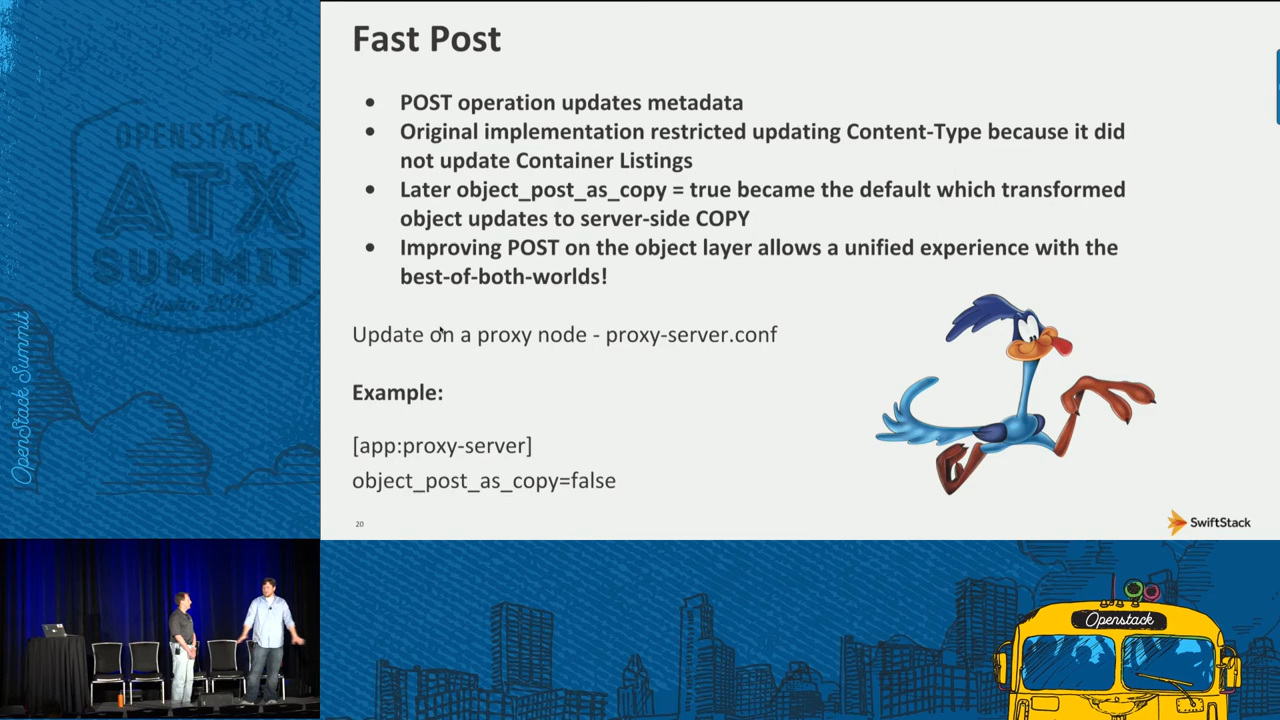 Fast Post
• POST operation updates metadata
• Original implementation restricted updating Content-Type because it did
not update Container Listings
• Later object_post_as_copy = true became the default which transformed
object updates to server-side COPY
• Improving POST on the object layer allows a unified experience with the
best-of-both-worlds!
Update on a proxy node - proxy-server.conf
Example:
[app:proxy-server]
object_post_as_copy=false
20
SwiftStack
OPENSTACK
ATX
SUMMIT
Austin 2016
OpenStack Summit
Openstack